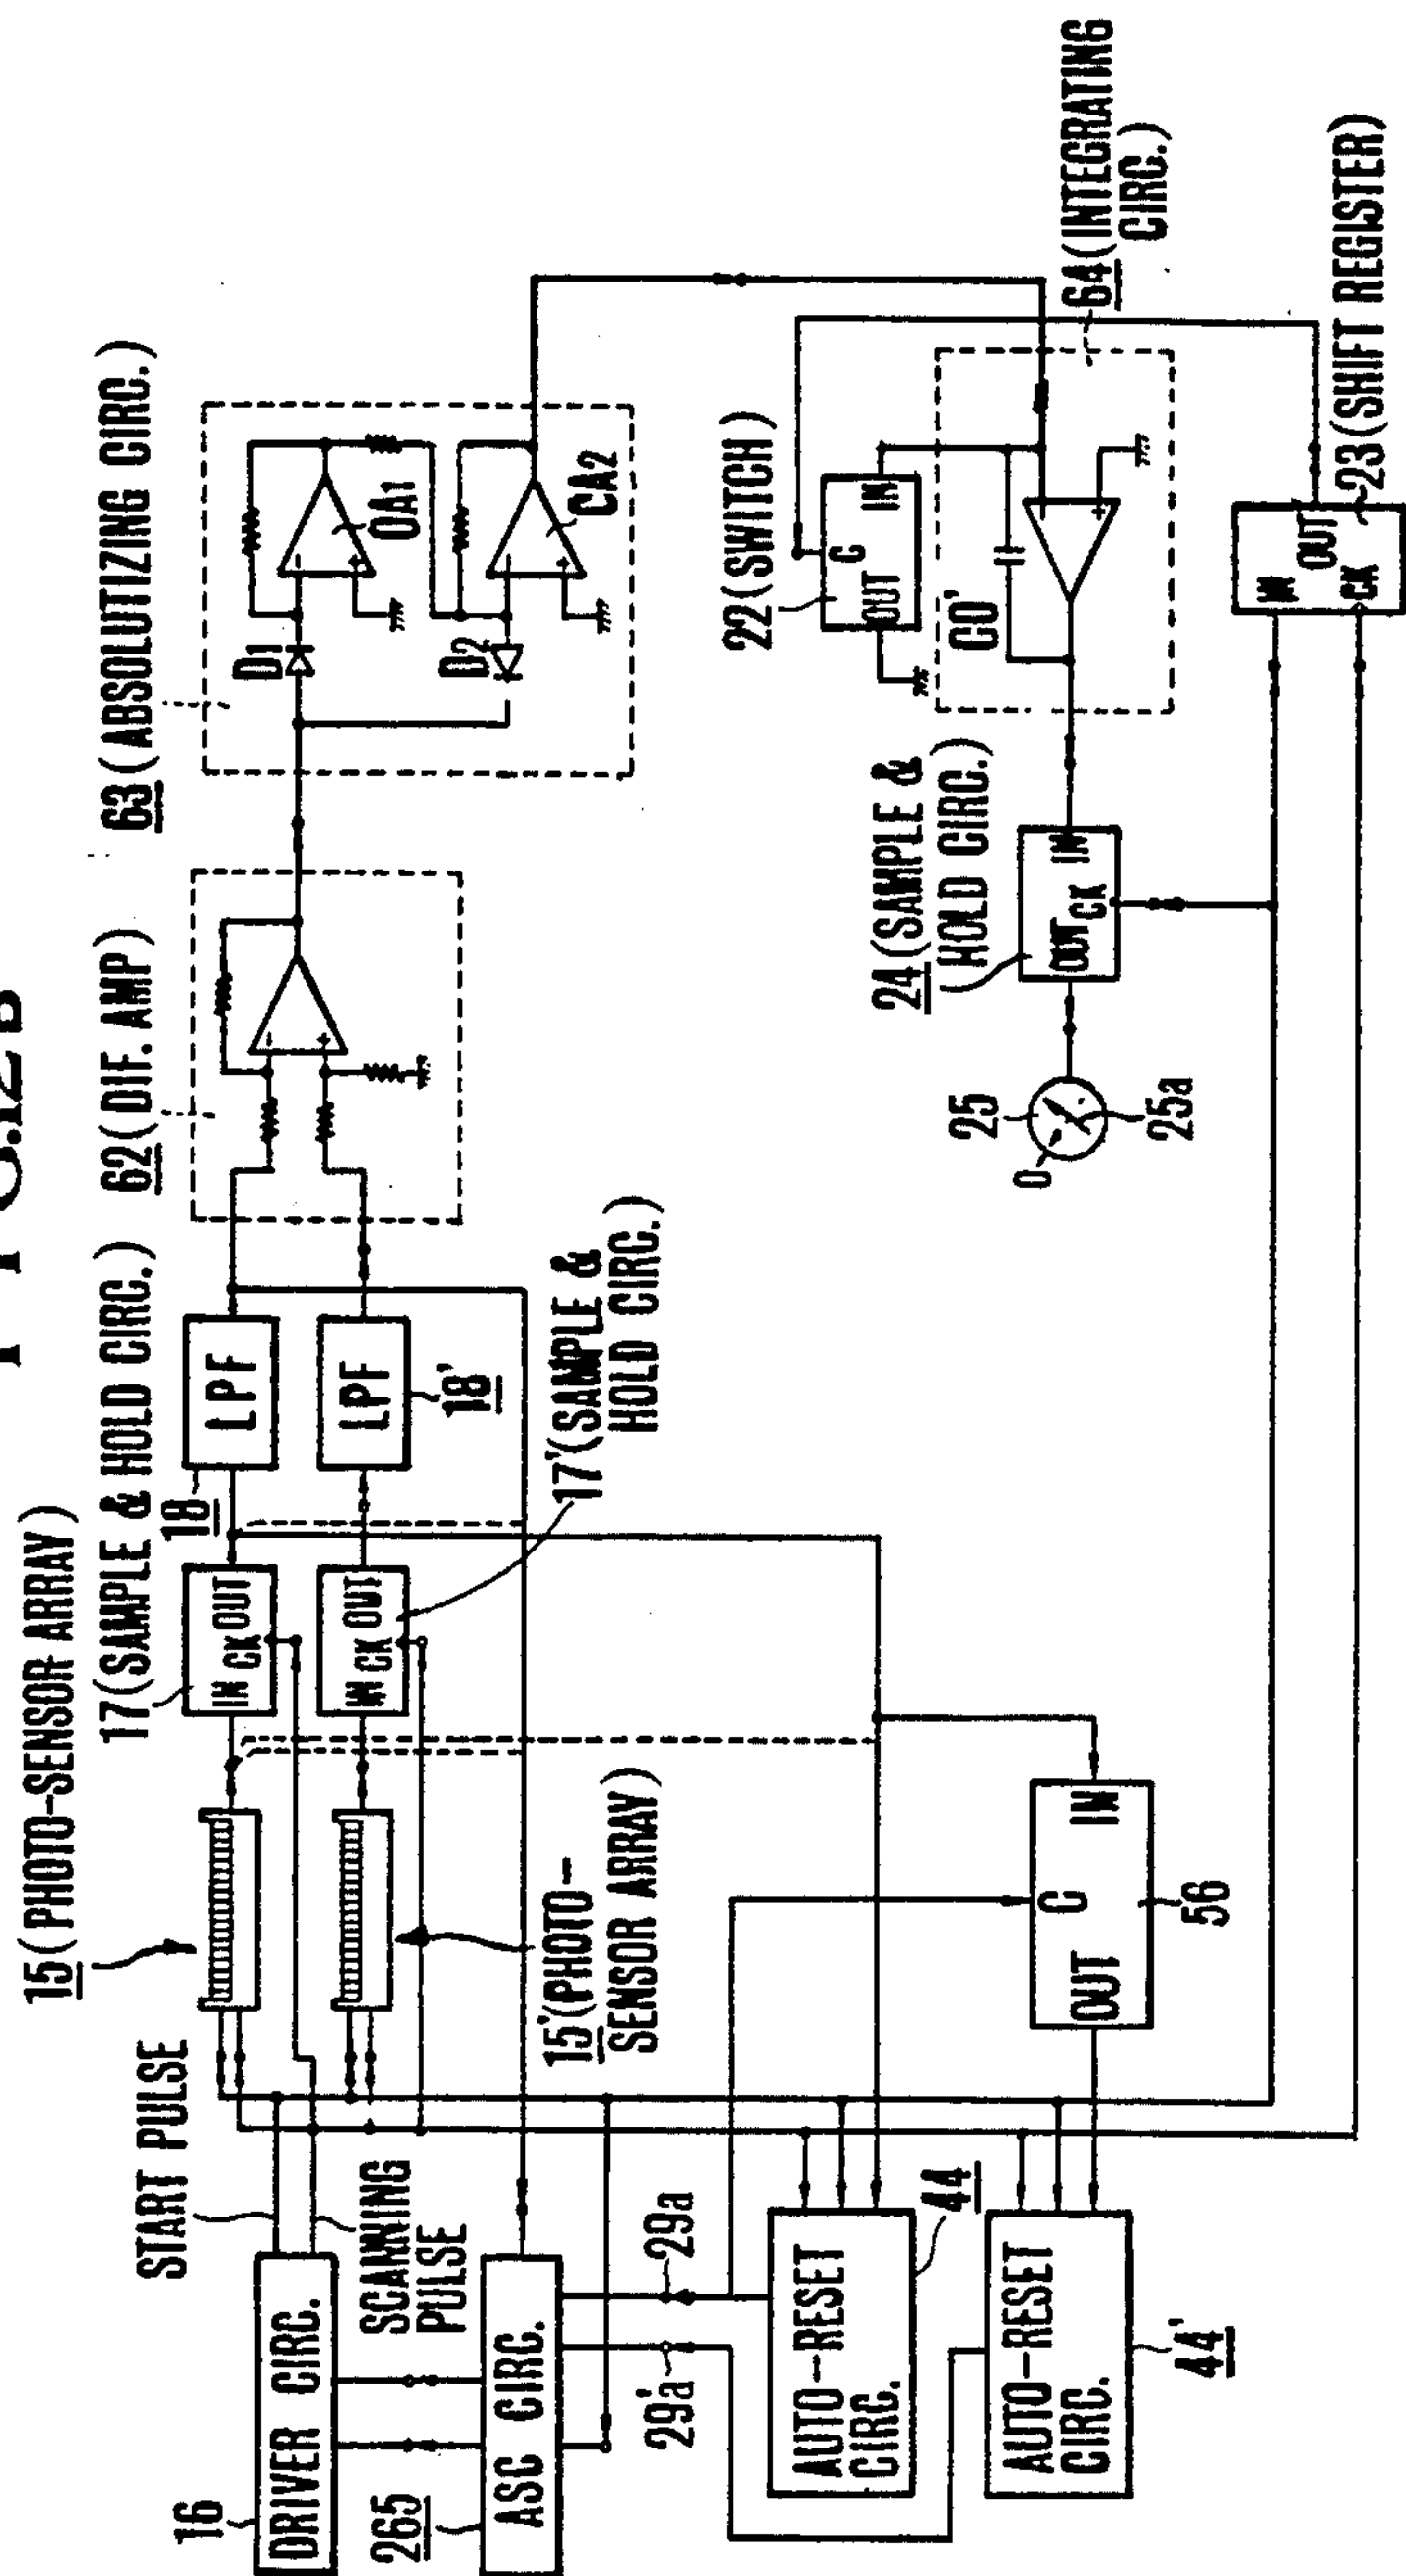 15 (PHOTO-SENSOR ARRAY)
17 (SAMPLE & HOLD CIRC.)
62 (DIF. AMP)
63 (ABSOLUTIZING CIRC.)
START PULSE
18
LPF
IN
CK
OUT
D1
OA1
16
DRIVER CIRC.
SCANNING
PULSE
IN
CK
OUT
LPF
18'
D2
CA2
265
ASC CIRC.
15' (PHOTO-
SENSOR ARRAY)
17' (SAMPLE &
HOLD CIRC.)
29'a
29a
22 (SWITCH)
OUT
C
IN
AUTO-RESET
CIRC.
44
24 (SAMPLE &
HOLD CIRC.)
CO'
64 (INTEGRATING
CIRC.)
25
0
25a
OUT
CK
IN
AUTO-RESET
CIRC.
44'
OUT
C
IN
56
IN
OUT
CK
23 (SHIFT REGISTER)